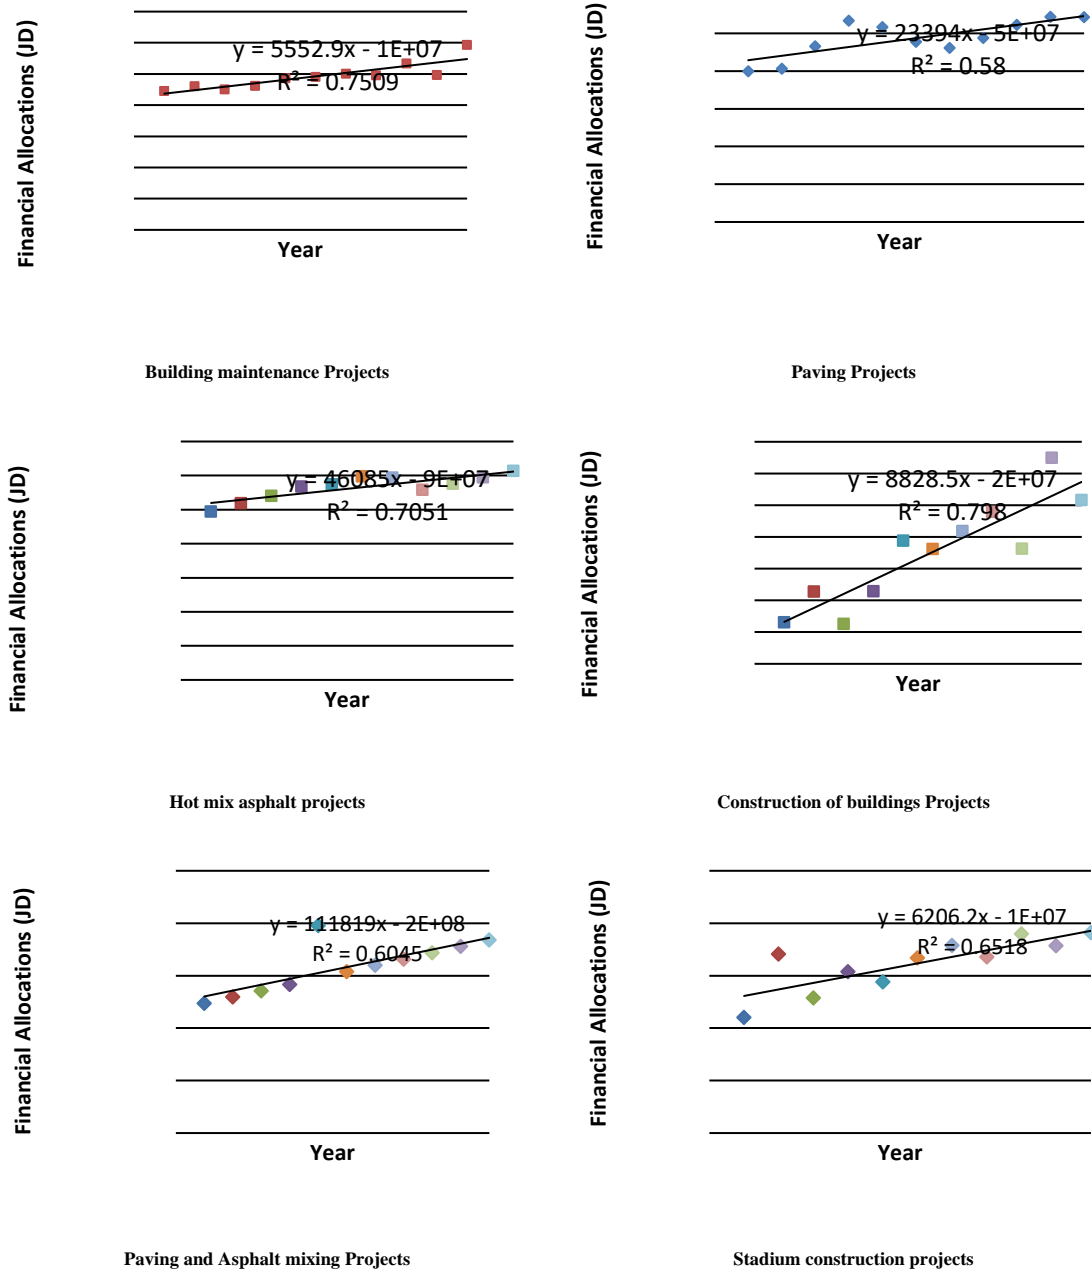 Financial Allocations (JD)
y = 5552.9x - 1E+07
R² = 0.7509
Year
Building maintenance Projects
Financial Allocations (JD)
y = 23394x - 5E+07
R² = 0.58
Year
Paving Projects
Financial Allocations (JD)
y = 46085x - 9E+07
R² = 0.7051
Year
Hot mix asphalt projects
Financial Allocations (JD)
y = 8828.5x - 2E+07
R² = 0.798
Year
Construction of buildings Projects
Financial Allocations (JD)
y = 111819x - 2E+08
R² = 0.6045
Year
Paving and Asphalt mixing Projects
Financial Allocations (JD)
y = 6206.2x - 1E+07
R² = 0.6518
Year
Stadium construction projects